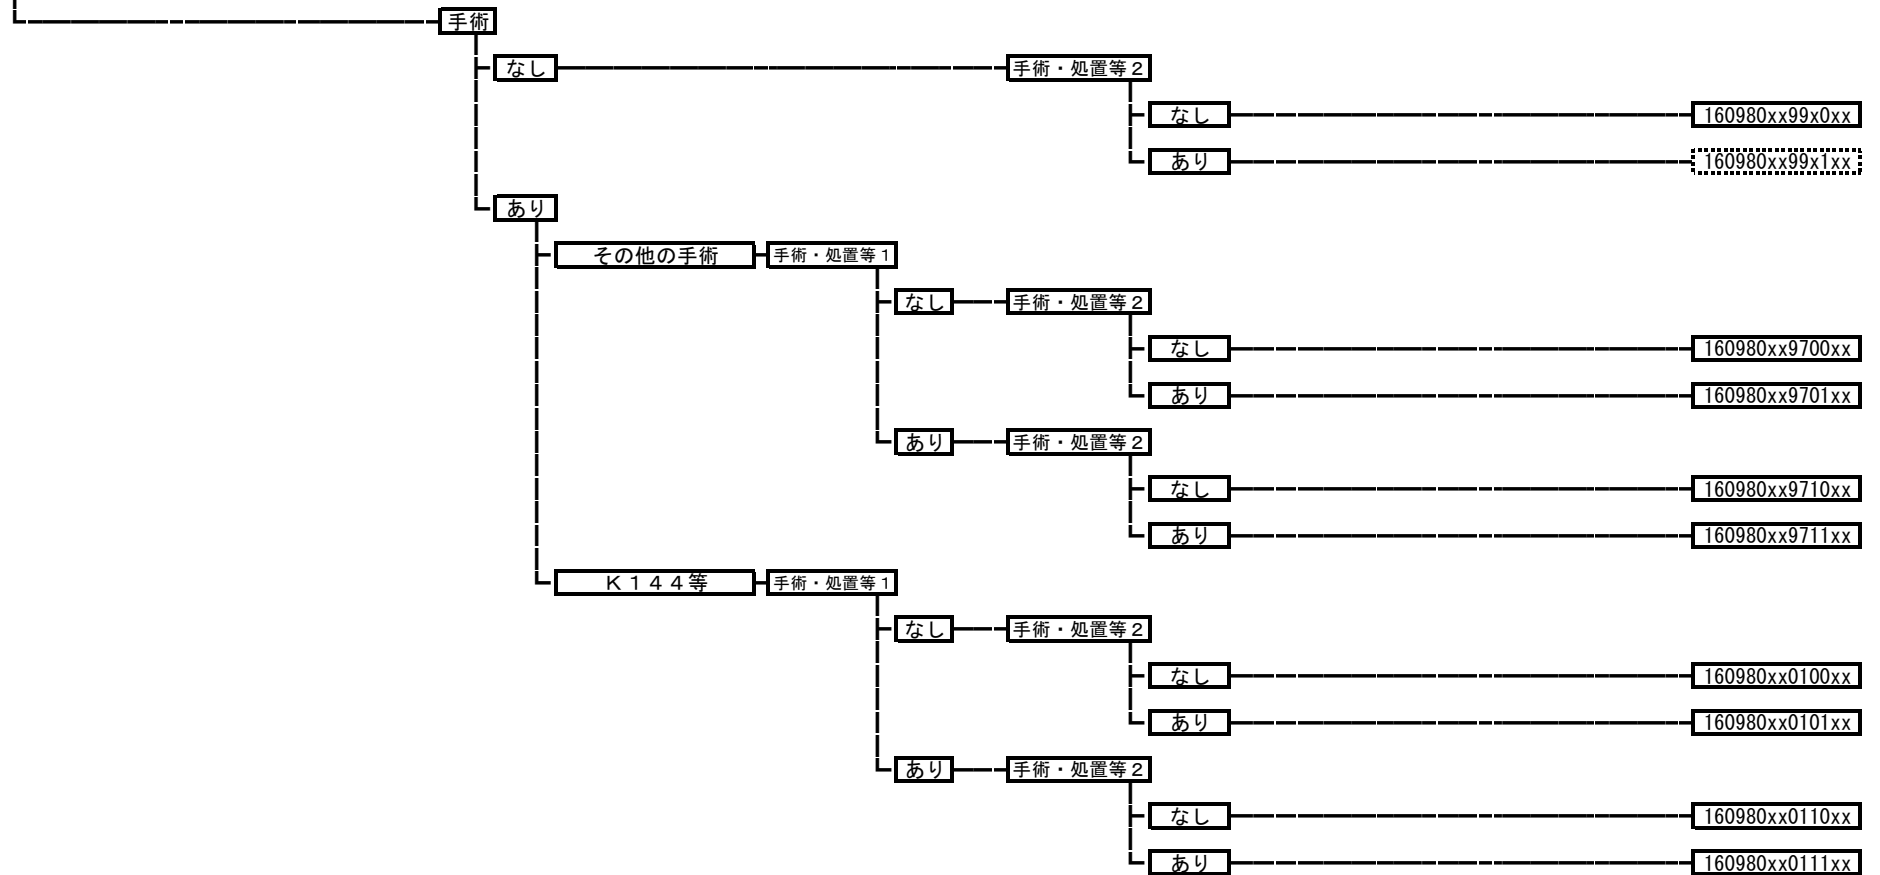 手術
なし 手術・処置等2
なし 160980xx99x0xx
あり 160980xx99x1xx
あり
その他の手術 手術・処置等1
なし 手術・処置等2
なし 160980xx9700xx
あり 160980xx9701xx
あり 手術・処置等2
なし 160980xx9710xx
あり 160980xx9711xx
K144等 手術・処置等1
なし 手術・処置等2
なし 160980xx0100xx
あり 160980xx0101xx
あり 手術・処置等2
なし 160980xx0110xx
あり 160980xx0111xx